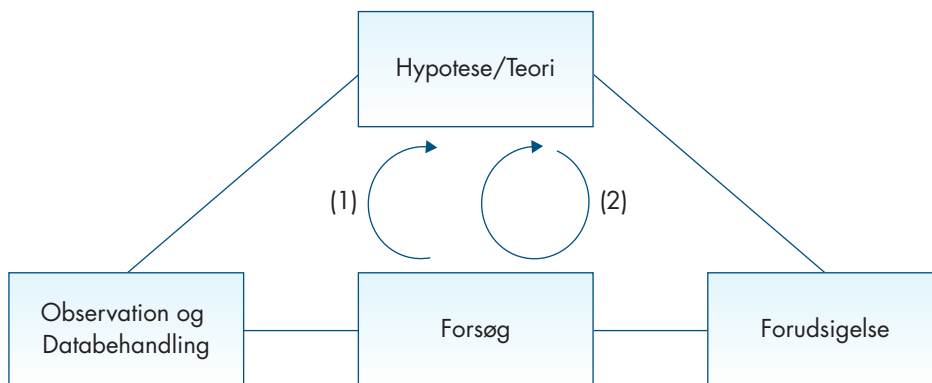 Hypotese/Teori
(1)
(2)
Observation og
Databehandling
Forsøg
Forudsigelse